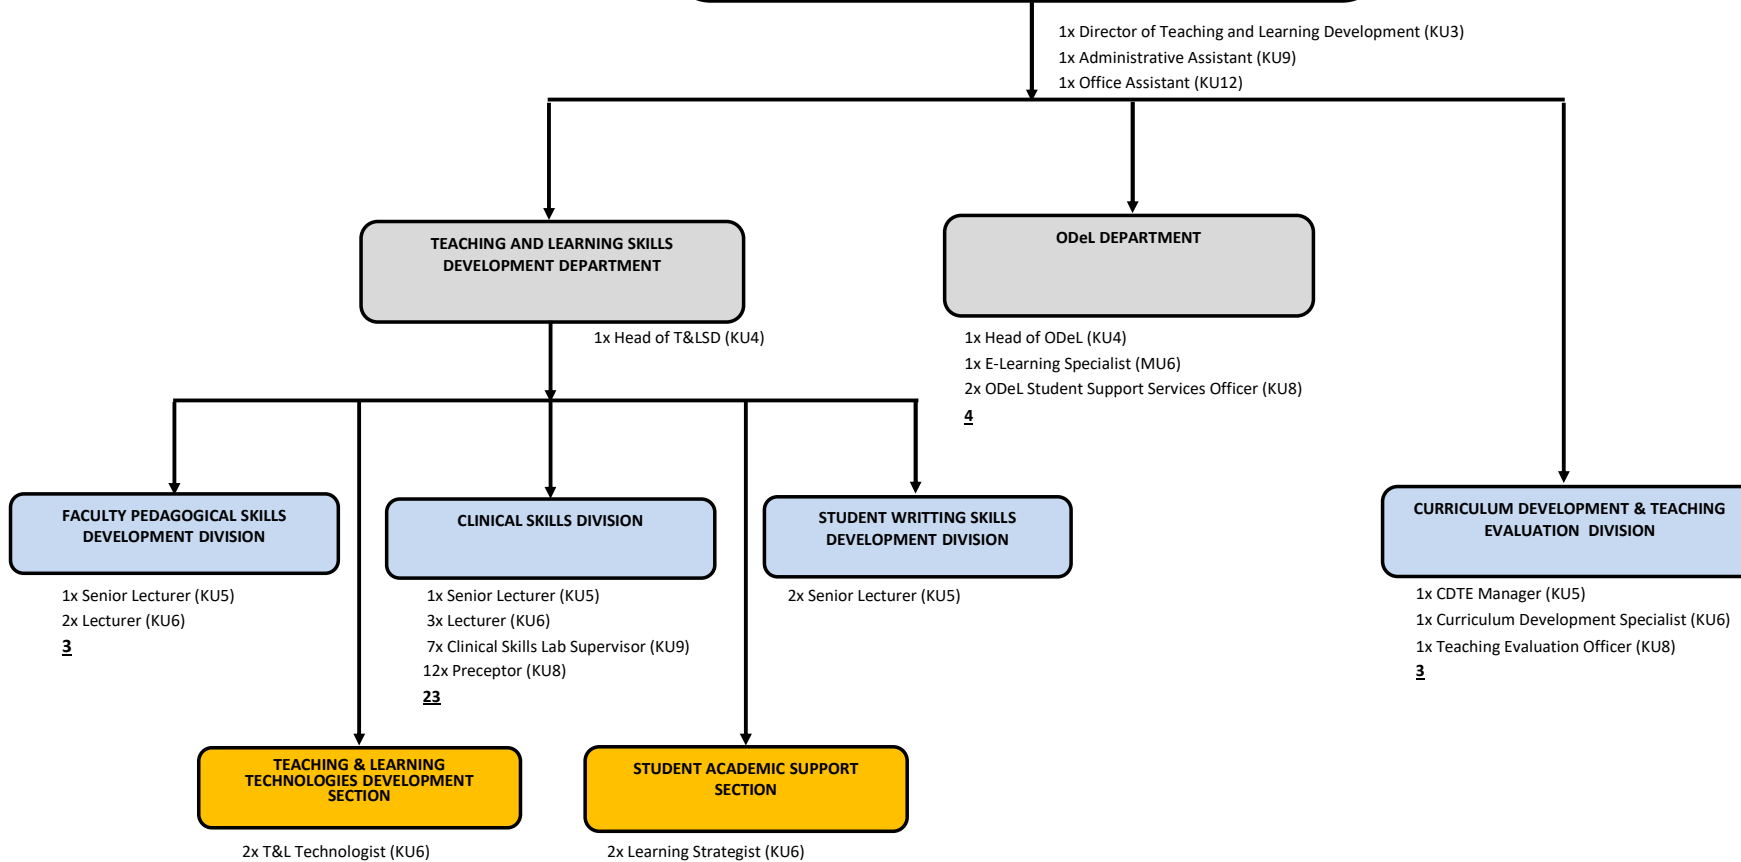 1x Director of Teaching and Learning Development (KU3)
1x Administrative Assistant (KU9)
1x Office Assistant (KU12)
TEACHING AND LEARNING SKILLS
DEVELOPMENT DEPARTMENT
1x Head of T&LSD (KU4)
ODeL DEPARTMENT
1x Head of ODeL (KU4)
1x E-Learning Specialist (MU6)
2x ODeL Student Support Services Officer (KU8)
4
FACULTY PEDAGOGICAL SKILLS
DEVELOPMENT DIVISION
1x Senior Lecturer (KU5)
2x Lecturer (KU6)
3
CLINICAL SKILLS DIVISION
1x Senior Lecturer (KU5)
3x Lecturer (KU6)
7x Clinical Skills Lab Supervisor (KU9)
12x Preceptor (KU8)
23
STUDENT WRITTING SKILLS
DEVELOPMENT DIVISION
2x Senior Lecturer (KU5)
CURRICULUM DEVELOPMENT & TEACHING
EVALUATION DIVISION
1x CDTE Manager (KU5)
1x Curriculum Development Specialist (KU6)
1x Teaching Evaluation Officer (KU8)
3
TEACHING & LEARNING
TECHNOLOGIES DEVELOPMENT
SECTION
2x T&L Technologist (KU6)
STUDENT ACADEMIC SUPPORT
SECTION
2x Learning Strategist (KU6)